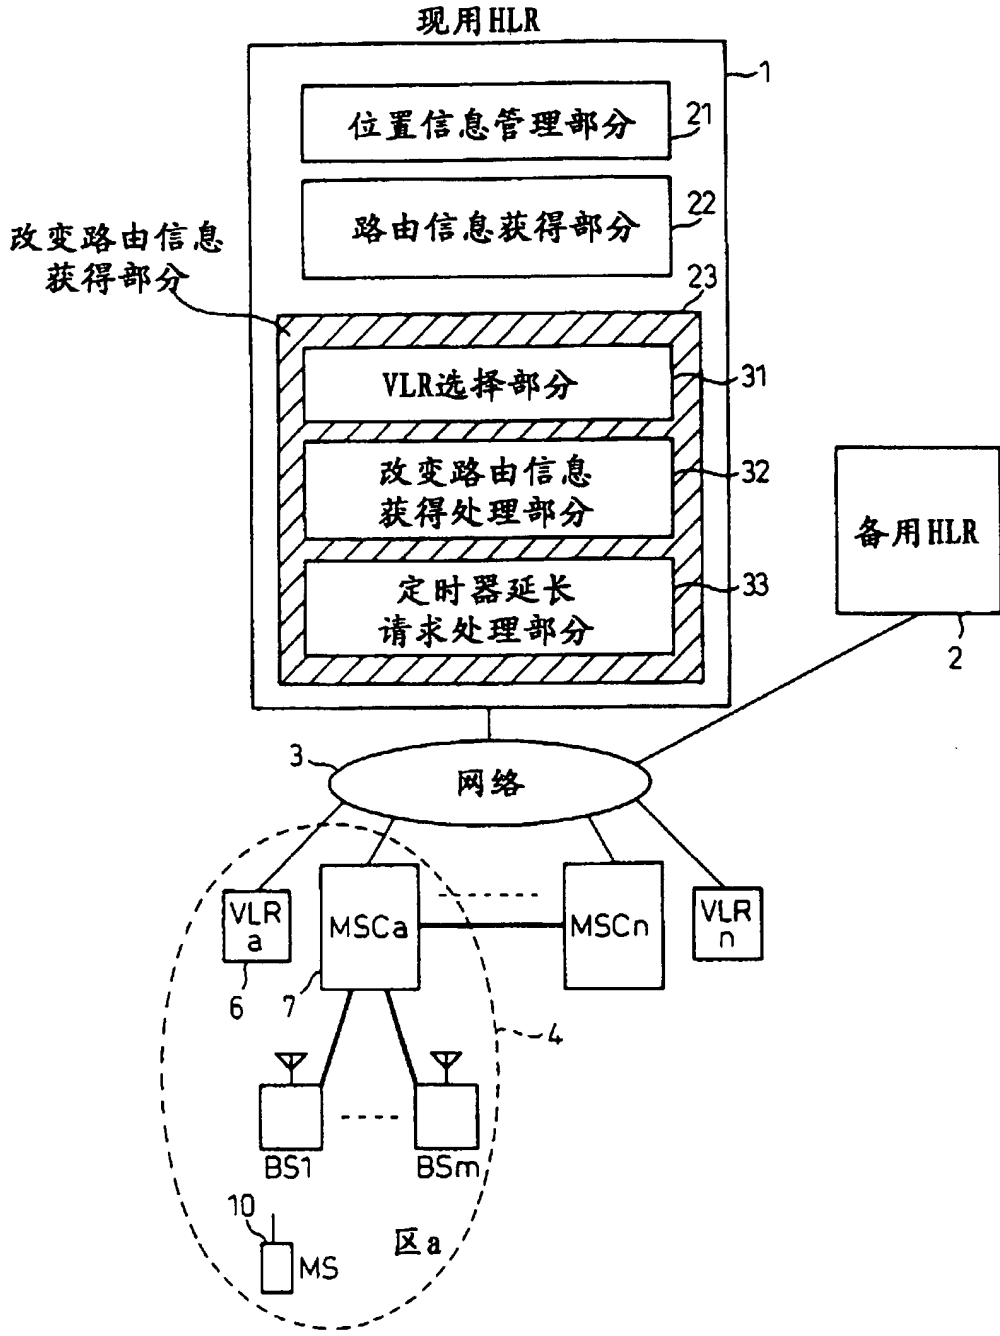 现用HLR
1
位置信息管理部分
21
路由信息获得部分
22
改变路由信息
获得部分
23
VLR选择部分
31
改变路由信息
获得处理部分
32
定时器延长
请求处理部分
33
备用HLR
2
3
网络
VLR
a
6
MSCa
7
MSCn
VLR
n
4
BS1
BSm
10
MS
区a